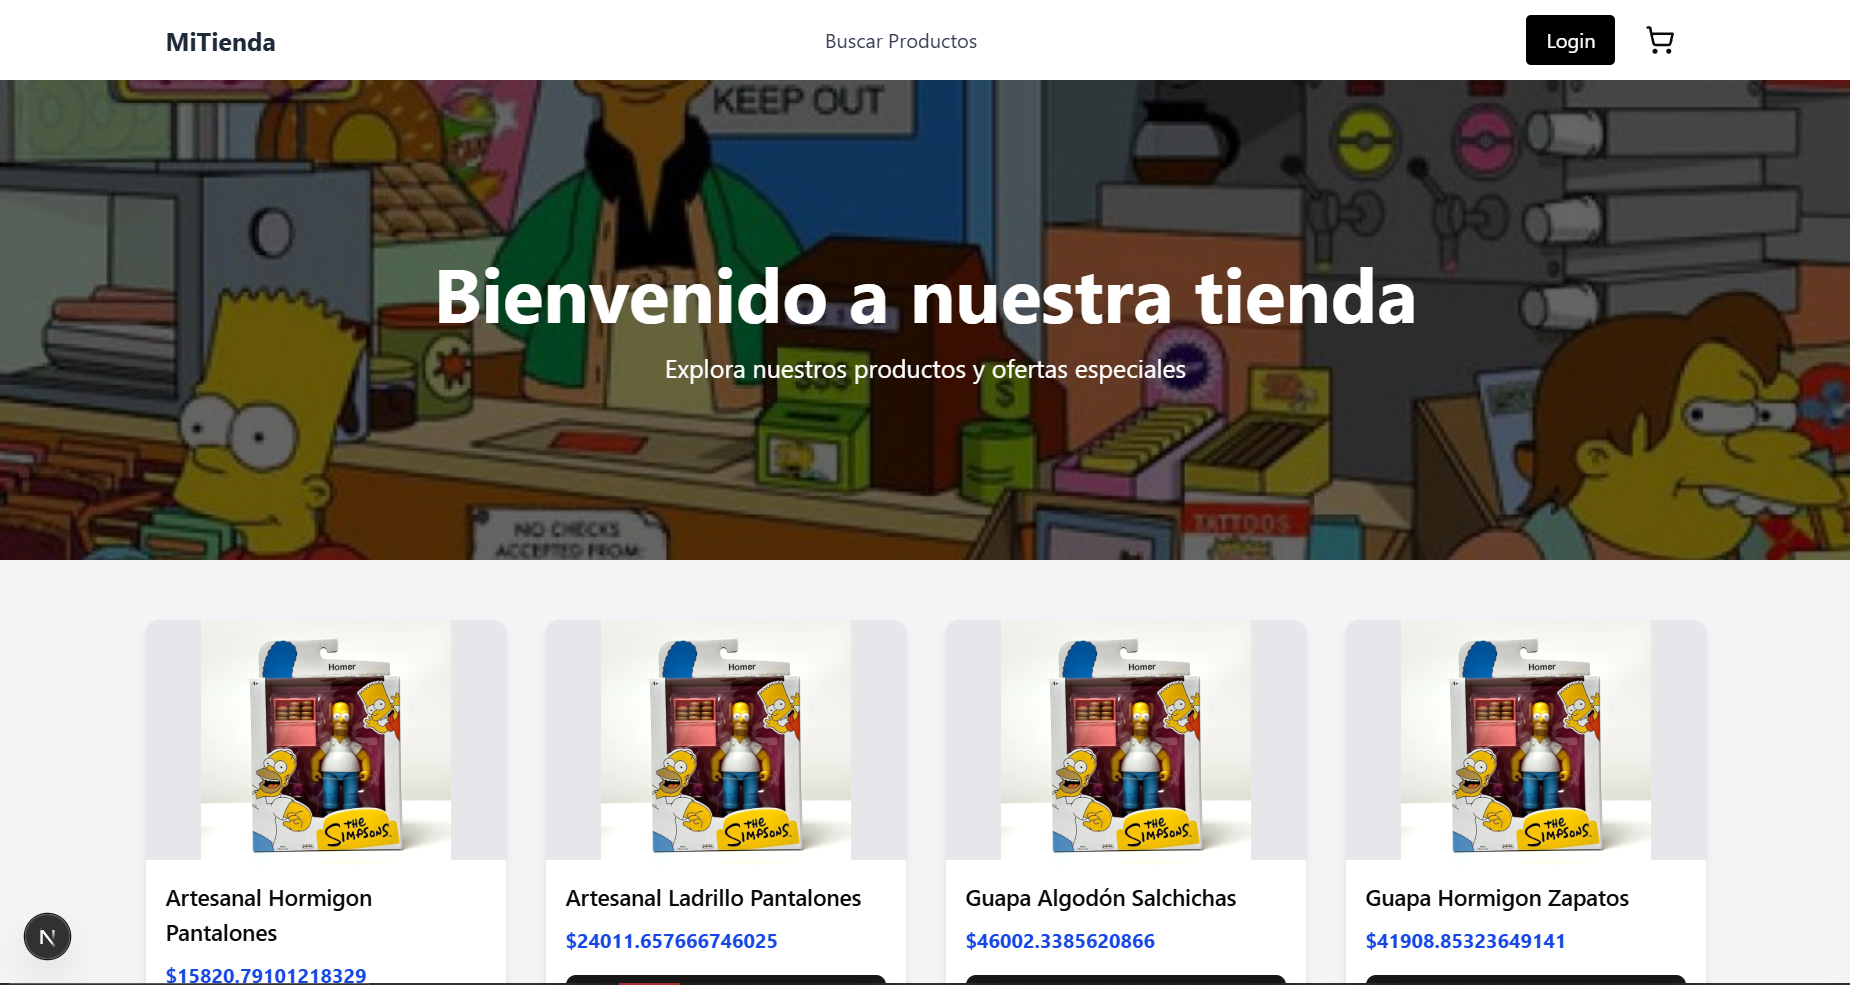 MiTienda
Buscar Productos
Login
KEEP OUT
Bienvenido a nuestra tienda
Explora nuestros productos y ofertas especiales
$
NO CHECKS
ACCEPTED FROM:
TATTOOS
Homer
THE
SIMPSONS
Homer
THE
SIMPSONS
Homer
THE
SIMPSONS
Homer
THE
SIMPSONS
Artesanal Hormigon
Pantalones
$15820.79101218329
Artesanal Ladrillo Pantalones
$24011.657666746025
Guapa Algodón Salchichas
$46002.3385620866
Guapa Hormigon Zapatos
$41908.85323649141
N